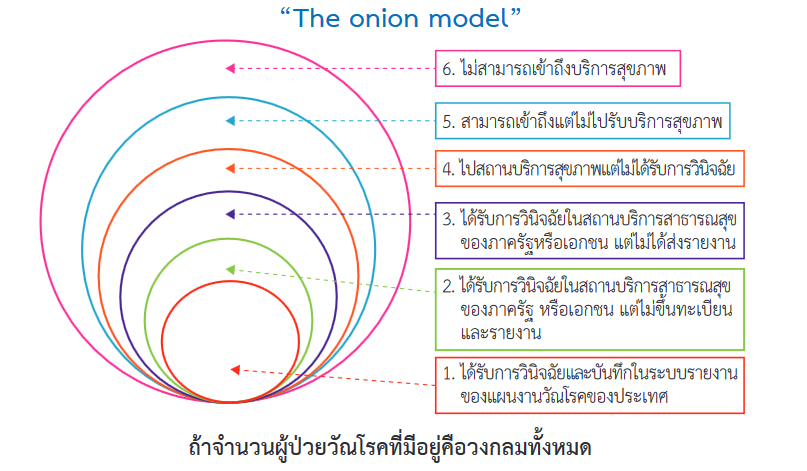 “The onion model”
6. ไม่สามารถเข้าถึงบริการสุขภาพ
5. สามารถเข้าถึงแต่ไม่ไปรับบริการสุขภาพ
4. ไปสถานบริการสุขภาพแต่ไม่ได้รับการวินิจฉัย
3. ได้รับการวินิจฉัยในสถานบริการสาธารณสุข
ของภาครัฐหรือเอกชน แต่ไม่ได้ส่งรายงาน
2. ได้รับการวินิจฉัยในสถานบริการสาธารณสุข
ของภาครัฐ หรือเอกชน แต่ไม่ขึ้นทะเบียน
และรายงาน
1. ได้รับการวินิจฉัยและบันทึกในระบบรายงาน
ของแผนงานวัณโรคของประเทศ
ถ้าจำนวนผู้ป่วยวัณโรคที่มีอยู่คือวงกลมทั้งหมด